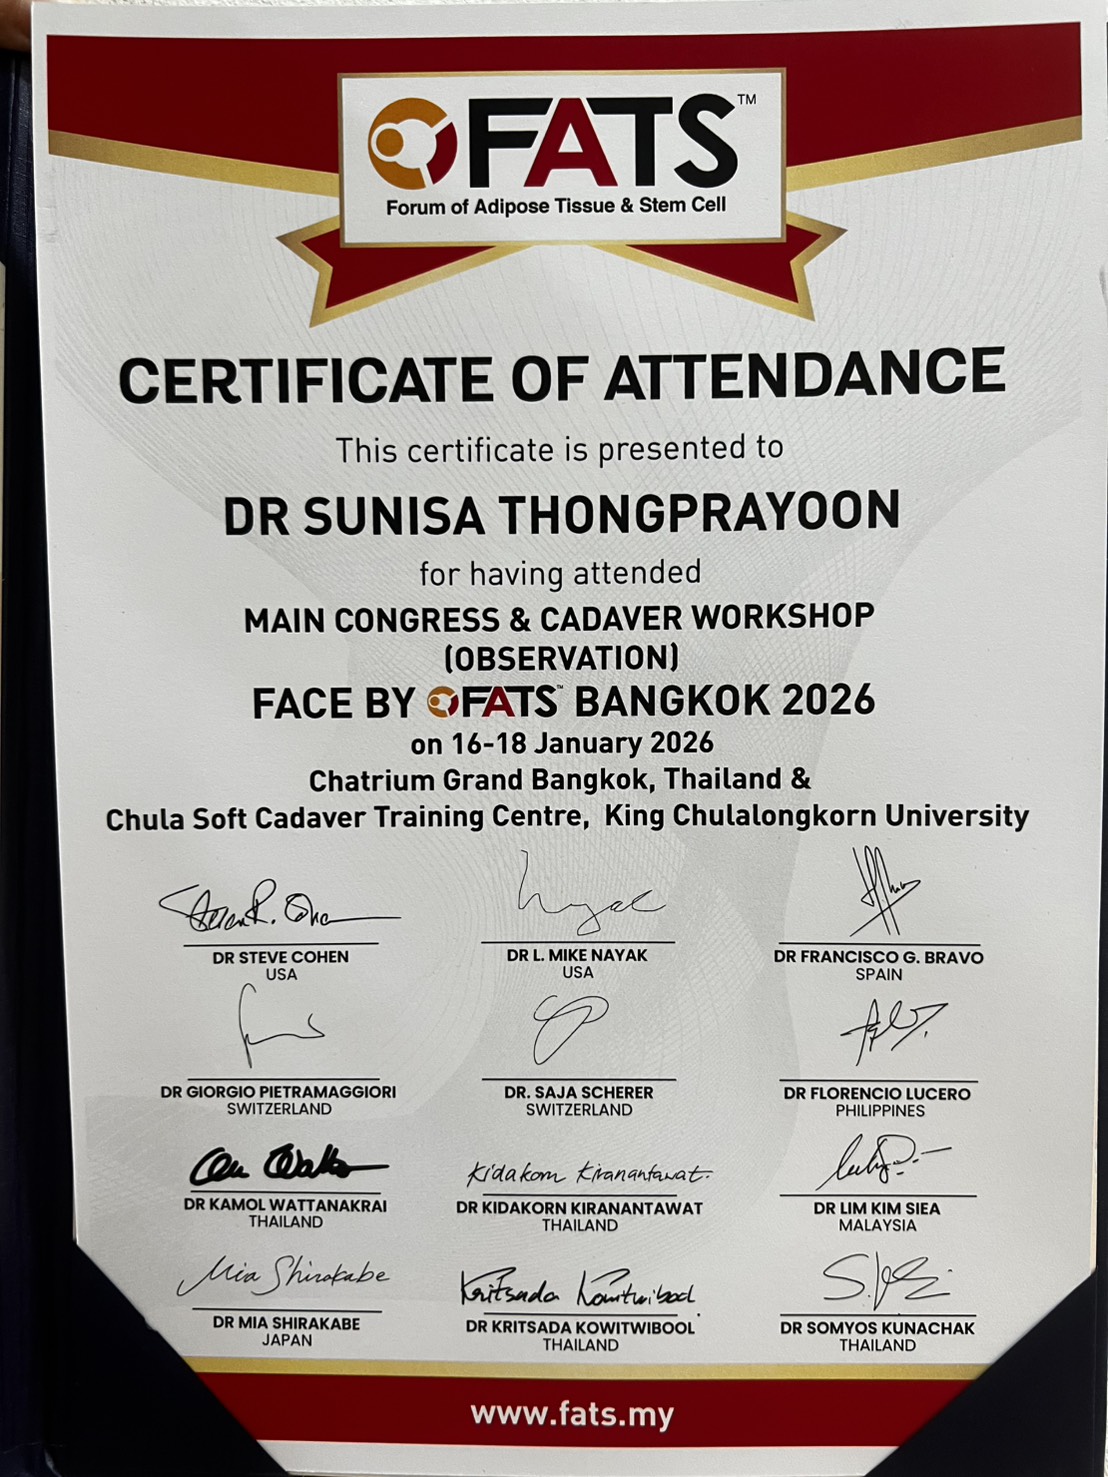 FATS™
Forum of Adipose Tissue & Stem Cell
CERTIFICATE OF ATTENDANCE
This certificate is presented to
DR SUNISA THONGPRAYOON
for having attended
MAIN CONGRESS & CADAVER WORKSHOP
(OBSERVATION)
FACE BY FATS™ BANGKOK 2026
on 16-18 January 2026
Chatrium Grand Bangkok, Thailand &
Chula Soft Cadaver Training Centre, King Chulalongkorn University
DR STEVE COHEN
USA
DR L. MIKE NAYAK
USA
DR FRANCISCO G. BRAVO
SPAIN
DR GIORGIO PIETRAMAGGIORI
SWITZERLAND
DR. SAJA SCHERER
SWITZERLAND
DR FLORENCIO LUCERO
PHILIPPINES
Kidakorn Kiranantawat.
DR KAMOL WATTANAKRAI
THAILAND
DR KIDAKORN KIRANANTAWAT
THAILAND
DR LIM KIM SIEA
MALAYSIA
Mia Shirakabe
Kritsada Kowitwibool
DR MIA SHIRAKABE
JAPAN
DR KRITSADA KOWITWIBOOL
THAILAND
DR SOMYOS KUNACHAK
THAILAND
www.fats.my